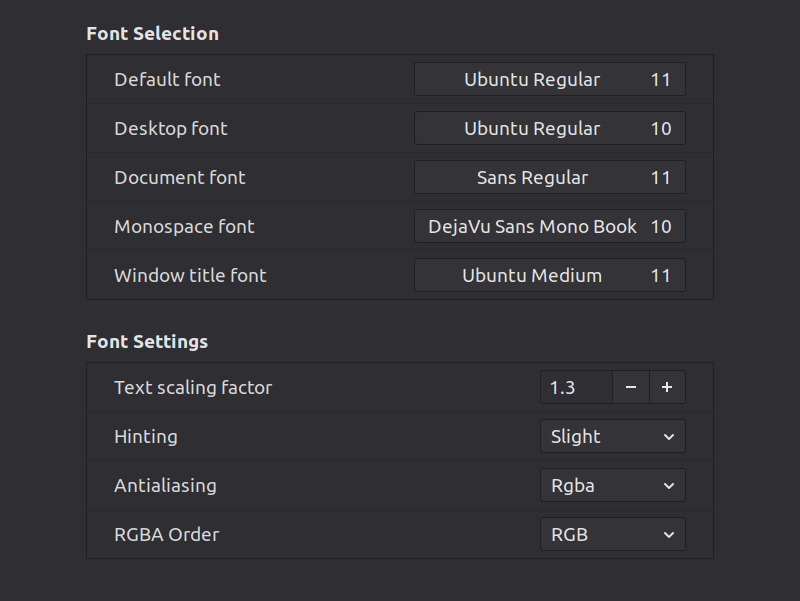 Font Selection
Default font Ubuntu Regular 11
Desktop font Ubuntu Regular 10
Document font Sans Regular 11
Monospace font DejaVu Sans Mono Book 10
Window title font Ubuntu Medium 11
Font Settings
Text scaling factor 1.3 − +
Hinting Slight
Antialiasing Rgba
RGBA Order RGB